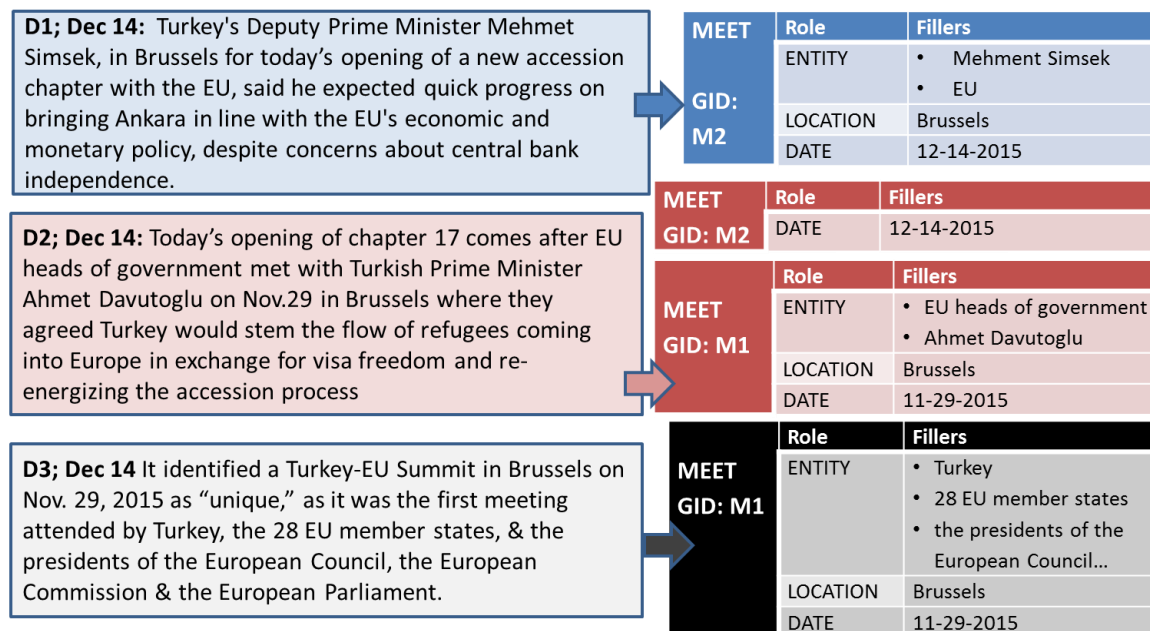 D1; Dec 14: Turkey's Deputy Prime Minister Mehmet
Simsek, in Brussels for today’s opening of a new accession
chapter with the EU, said he expected quick progress on
bringing Ankara in line with the EU's economic and
monetary policy, despite concerns about central bank
independence.
MEET
GID:
M2
Role Fillers
ENTITY • Mehment Simsek
• EU
LOCATION Brussels
DATE 12-14-2015
D2; Dec 14: Today’s opening of chapter 17 comes after EU
heads of government met with Turkish Prime Minister
Ahmet Davutoglu on Nov.29 in Brussels where they
agreed Turkey would stem the flow of refugees coming
into Europe in exchange for visa freedom and re-
energizing the accession process
MEET
GID: M2
Role Fillers
DATE 12-14-2015
MEET
GID: M1
Role Fillers
ENTITY • EU heads of government
• Ahmet Davutoglu
LOCATION Brussels
DATE 11-29-2015
D3; Dec 14 It identified a Turkey-EU Summit in Brussels on
Nov. 29, 2015 as “unique,” as it was the first meeting
attended by Turkey, the 28 EU member states, & the
presidents of the European Council, the European
Commission & the European Parliament.
MEET
GID: M1
Role Fillers
ENTITY • Turkey
• 28 EU member states
• the presidents of the
European Council…
LOCATION Brussels
DATE 11-29-2015